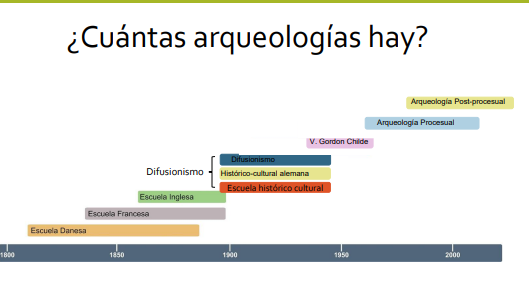 ¿Cuántas arqueologías hay?
Arqueología Post-procesual
Arqueología Procesual
V. Gordon Childe
Difusionismo
Difusionismo
Histórico-cultural alemana
Escuela histórico cultural
Escuela Inglesa
Escuela Francesa
Escuela Danesa
1800 1850 1900 1950 2000